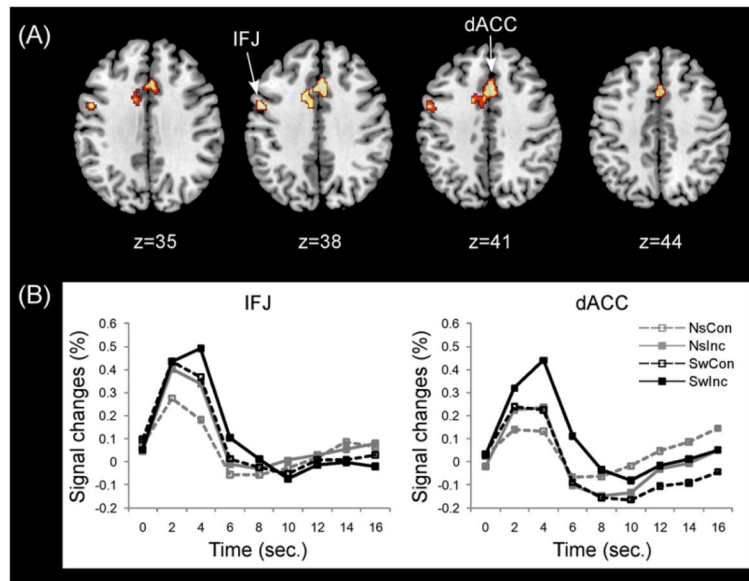 (A)
IFJ
dACC
z=35
z=38
z=41
z=44
(B)
IFJ
Signal changes (%)
0.6
0.5
0.4
0.3
0.2
0.1
0
-0.1
-0.2
0 2 4 6 8 10 12 14 16
Time (sec.)
dACC
Signal changes (%)
0.6
0.5
0.4
0.3
0.2
0.1
0
-0.1
-0.2
0 2 4 6 8 10 12 14 16
Time (sec.)
NsCon
NsInc
SwCon
SwInc